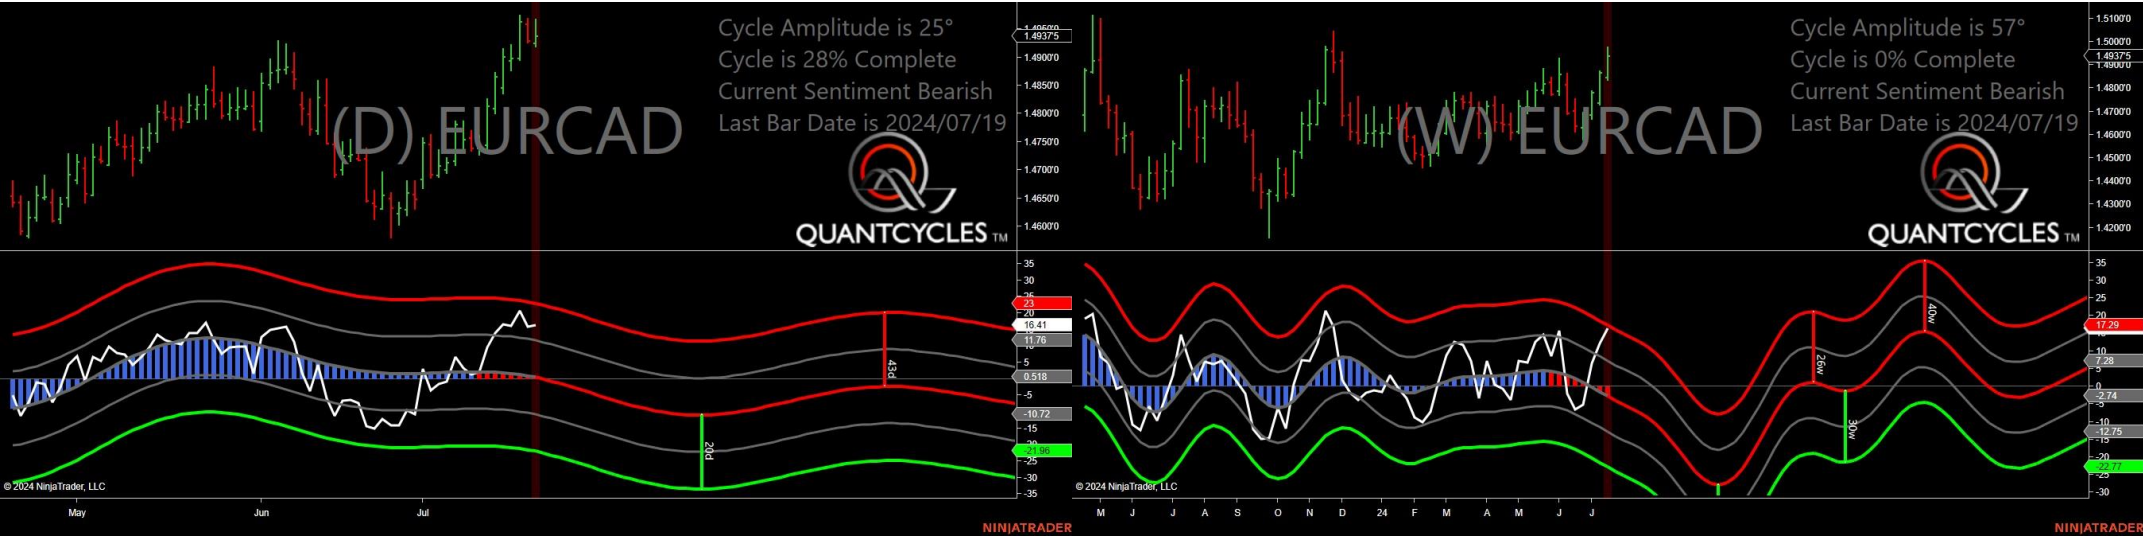 Cycle Amplitude is 25°
Cycle is 28% Complete
Current Sentiment Bearish
Last Bar Date is 2024/07/19
(D) EURCAD
QUANTCYCLES TM
1.4937'5
1.4900'0
1.4850'0
1.4800'0
1.4750'0
1.4700'0
1.4650'0
1.4600'0
35
30
23
20
16.41
11.76
5
0.518
-5
-10.72
-15
-21.96
-25
-30
-35
43d
20d
© 2024 NinjaTrader, LLC
May
Jun
Jul
NINJATRADER
Cycle Amplitude is 57°
Cycle is 0% Complete
Current Sentiment Bearish
Last Bar Date is 2024/07/19
(W) EURCAD
QUANTCYCLES TM
1.5100'0
1.5000'0
1.4937'5
1.4900'0
1.4800'0
1.4700'0
1.4600'0
1.4500'0
1.4400'0
1.4300'0
1.4200'0
35
30
25
20
17.29
10
7.28
5
0
-2.74
-5
-12.75
-15
-20
-22.77
-25
-30
26w
30w
40w
© 2024 NinjaTrader, LLC
M
J
J
A
S
O
N
D
24
F
M
A
M
J
J
NINJATRADER